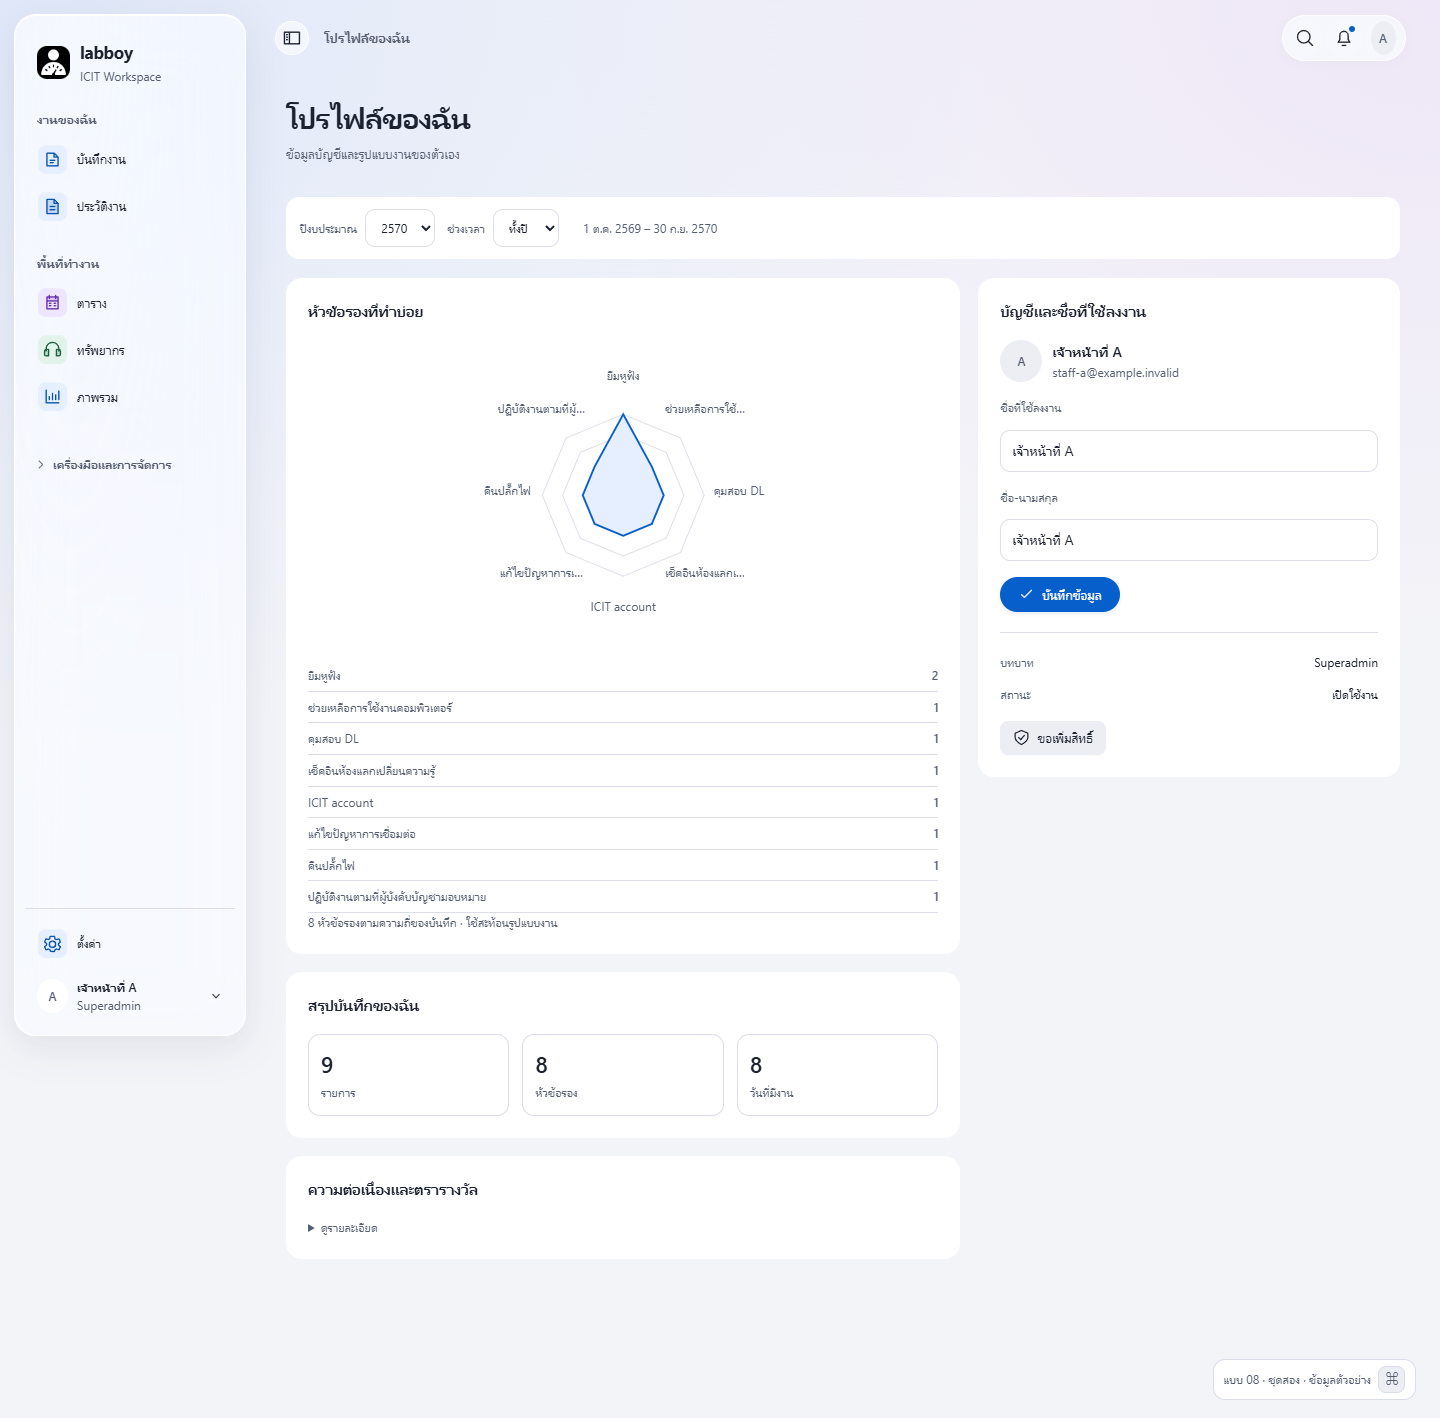 labboy
ICIT Workspace
งานของฉัน
บันทึกงาน
ประวัติงาน
พื้นที่ทำงาน
ตาราง
ทรัพยากร
ภาพรวม
เครื่องมือและการจัดการ
ตั้งค่า
A
เจ้าหน้าที่ A
Superadmin
โปรไฟล์ของฉัน
A
โปรไฟล์ของฉัน
ข้อมูลบัญชีและรูปแบบงานของตัวเอง
ปีงบประมาณ 2570 ช่วงเวลา ทั้งปี 1 ต.ค. 2569 – 30 ก.ย. 2570
หัวข้อรองที่ทำบ่อย
ยืมหูฟัง
ปฏิบัติงานตามที่ผู้... ช่วยเหลือการใช้...
คืนปลั๊กไฟ คุมสอบ DL
แก้ไขปัญหาการเ... เช็คอินห้องแลกเ...
ICIT account
ยืมหูฟัง 2
ช่วยเหลือการใช้งานคอมพิวเตอร์ 1
คุมสอบ DL 1
เช็คอินห้องแลกเปลี่ยนความรู้ 1
ICIT account 1
แก้ไขปัญหาการเชื่อมต่อ 1
คืนปลั๊กไฟ 1
ปฏิบัติงานตามที่ผู้บังคับบัญชามอบหมาย 1
8 หัวข้อรองตามความถี่ของบันทึก · ใช้สะท้อนรูปแบบงาน
สรุปบันทึกของฉัน
9
รายการ
8
หัวข้อรอง
8
วันที่มีงาน
ความต่อเนื่องและตรารางวัล
ดูรายละเอียด
บัญชีและชื่อที่ใช้ลงงาน
A
เจ้าหน้าที่ A
staff-a@example.invalid
ชื่อที่ใช้ลงงาน
เจ้าหน้าที่ A
ชื่อ-นามสกุล
เจ้าหน้าที่ A
บันทึกข้อมูล
บทบาท Superadmin
สถานะ เปิดใช้งาน
ขอเพิ่มสิทธิ์
แบบ 08 · ชุดสอง · ข้อมูลตัวอย่าง ⌘